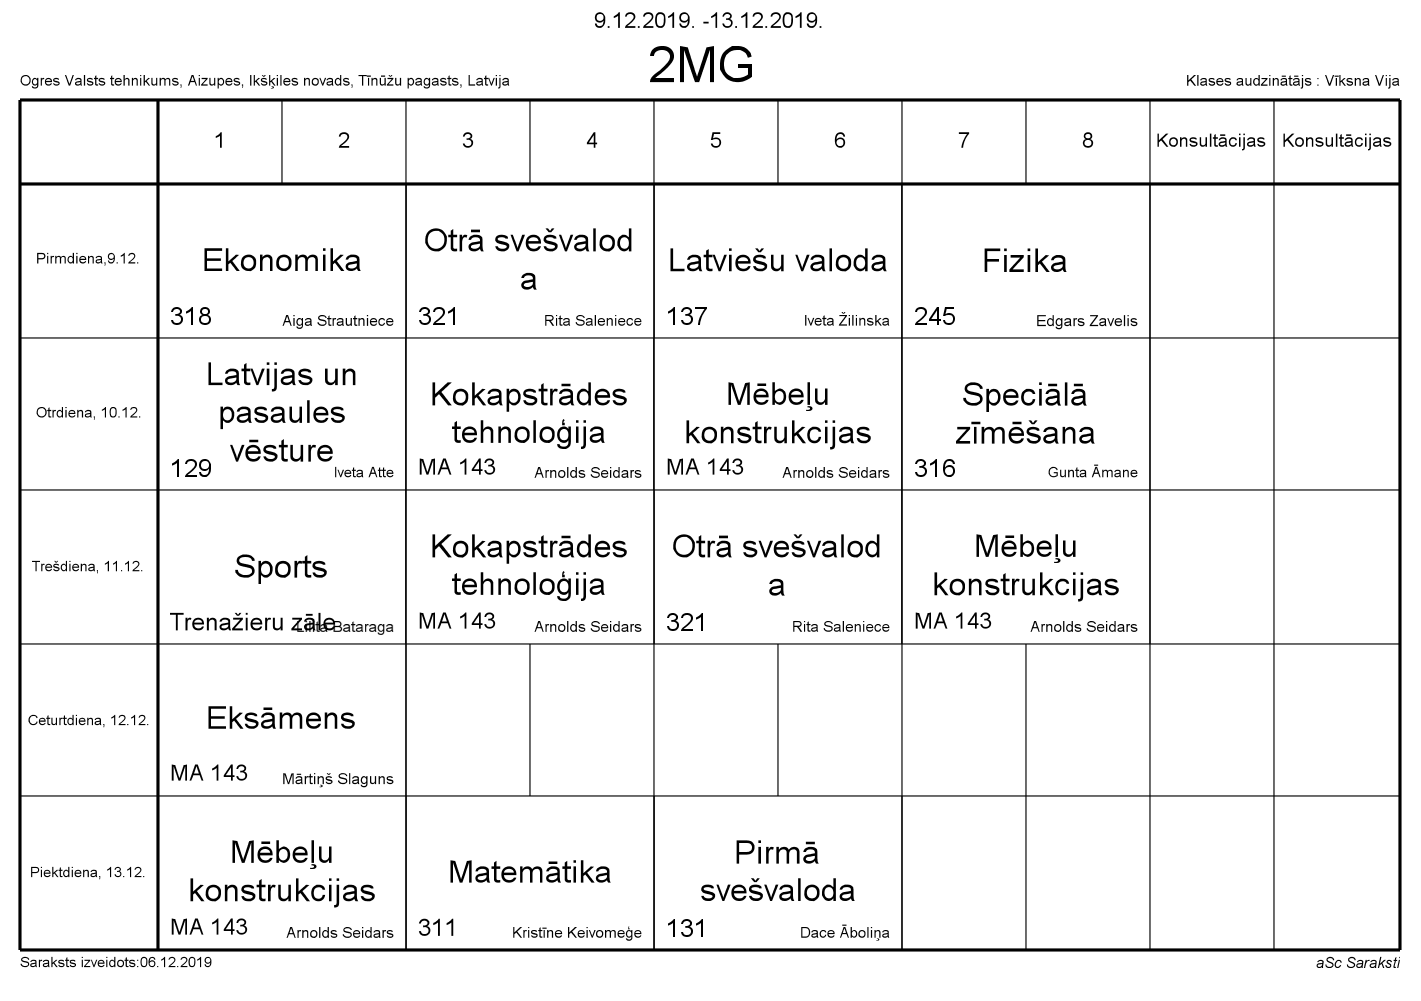 9.12.2019. -13.12.2019.
2MG
Ogres Valsts tehnikums, Aizupes, Ikšķiles novads, Tīnūžu pagasts, Latvija
Klases audzinātājs : Vīksna Vija
1 2 3 4 5 6 7 8 Konsultācijas Konsultācijas
Pirmdiena,9.12.
Ekonomika
318 Aiga Strautniece
Otrā svešvalod
a
321 Rita Saleniece
Latviešu valoda
137 Iveta Žilinska
Fizika
245 Edgars Zavelis
Otrdiena, 10.12.
Latvijas un
pasaules
vēsture
129 Iveta Atte
Kokapstrādes
tehnoloģija
MA 143 Arnolds Seidars
Mēbeļu
konstrukcijas
MA 143 Arnolds Seidars
Speciālā
zīmēšana
316 Gunta Āmane
Trešdiena, 11.12.
Sports
Trenažieru zāle Lilita Bataraga
Kokapstrādes
tehnoloģija
MA 143 Arnolds Seidars
Otrā svešvalod
a
321 Rita Saleniece
Mēbeļu
konstrukcijas
MA 143 Arnolds Seidars
Ceturtdiena, 12.12.
Eksāmens
MA 143 Mārtiņš Slaguns
Piektdiena, 13.12.
Mēbeļu
konstrukcijas
MA 143 Arnolds Seidars
Matemātika
311 Kristīne Keivomeģe
Pirmā
svešvaloda
131 Dace Āboliņa
Saraksts izveidots:06.12.2019
aSc Saraksti